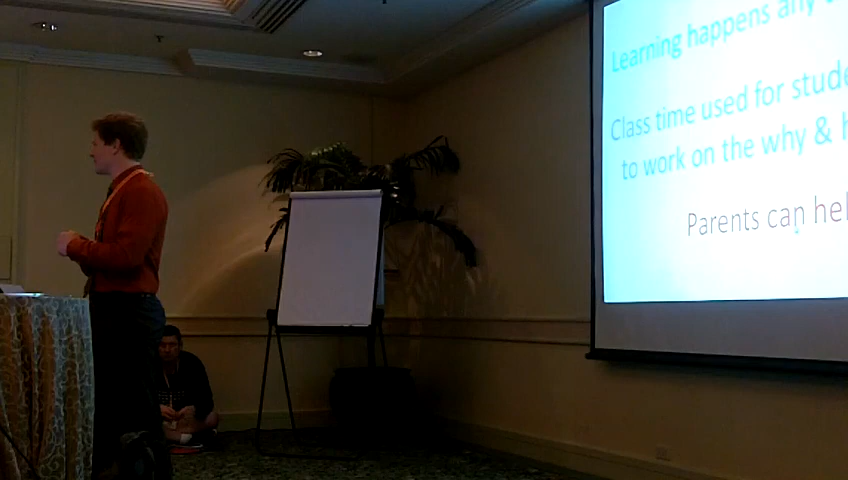 Learning happens any
Class time used for stude
to work on the why & h
Parents can hel